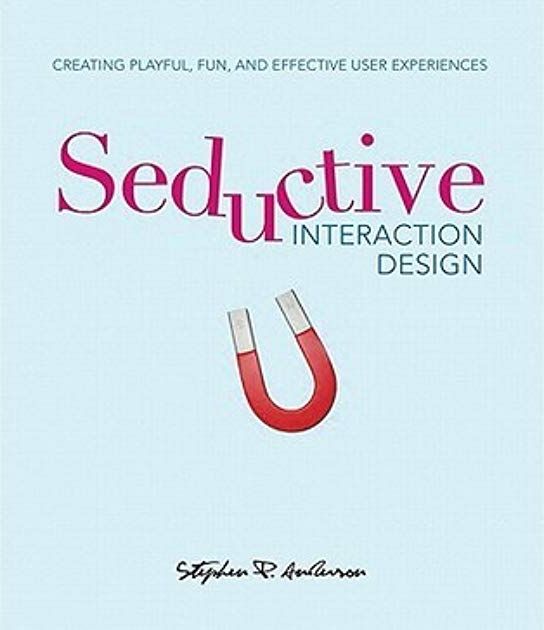 CREATING PLAYFUL, FUN, AND EFFECTIVE USER EXPERIENCES
Seductive
INTERACTION
DESIGN
Stephen P. Anderson